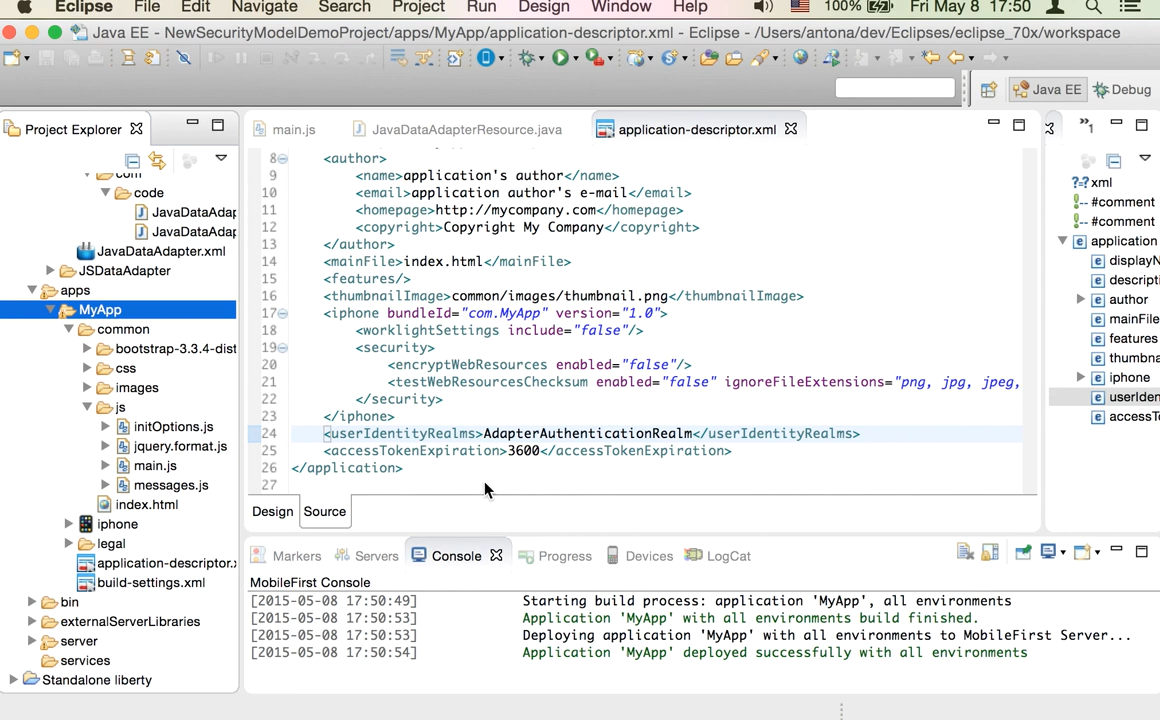 Eclipse File Edit Navigate Search Project Run Design Window Help 100% Fri May 8 17:50
Java EE - NewSecurityModelDemoProject/apps/MyApp/application-descriptor.xml - Eclipse - /Users/antona/dev/Eclipses/eclipse_70x/workspace
Java EE Debug
Project Explorer
com
code
JavaDataAdap
JavaDataAdap
JavaDataAdapter.xml
JSDataAdapter
apps
MyApp
common
bootstrap-3.3.4-dist
css
images
js
initOptions.js
jquery.format.js
main.js
messages.js
index.html
iphone
legal
application-descriptor.x
build-settings.xml
bin
externalServerLibraries
server
services
Standalone liberty
main.js JavaDataAdapterResource.java application-descriptor.xml
8 <author>
9 <name>application's author</name>
10 <email>application author's e-mail</email>
11 <homepage>http://mycompany.com</homepage>
12 <copyright>Copyright My Company</copyright>
13 </author>
14 <mainFile>index.html</mainFile>
15 <features/>
16 <thumbnailImage>common/images/thumbnail.png</thumbnailImage>
17 <iphone bundleId="com.MyApp" version="1.0">
18 <worklightSettings include="false"/>
19 <security>
20 <encryptWebResources enabled="false"/>
21 <testWebResourcesChecksum enabled="false" ignoreFileExtensions="png, jpg, jpeg,
22 </security>
23 </iphone>
24 <userIdentityRealms>AdapterAuthenticationRealm</userIdentityRealms>
25 <accessTokenExpiration>3600</accessTokenExpiration>
26 </application>
27
Design Source
»1
?-? xml
!-- #comment
!-- #comment
e application
e displayN
e descripti
e author
e mainFile
e features
e thumbna
e iphone
e userIden
e accessTo
Markers Servers Console Progress Devices LogCat
MobileFirst Console
[2015-05-08 17:50:49] Starting build process: application 'MyApp', all environments
[2015-05-08 17:50:53] Application 'MyApp' with all environments build finished.
[2015-05-08 17:50:53] Deploying application 'MyApp' with all environments to MobileFirst Server...
[2015-05-08 17:50:54] Application 'MyApp' deployed successfully with all environments